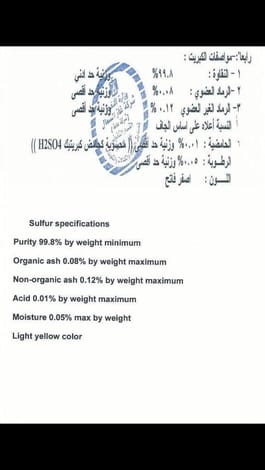 رابعا":-مواصفات الكبريت :
١ - النقاوة : ٩٩.٨% وزنية حد ادنى
٢ - الرماد العضوي : ٠.٠٨% وزنية حد أقصى
٣- الرماد الغير العضوي : ٠.١٢% وزنية حد أقصى
النسبة أعلاه على اساس الجاف
الحامضية : ٠.٠١% وزنية حد أقصى (( محسوبة كحامض كبريتيك H2SO4 ))
الرطوبة : ٠.٠٥% وزنية حد أقصى
اللـــون : اصفر فاتح
Sulfur specifications
Purity 99.8% by weight minimum
Organic ash 0.08% by weight maximum
Non-organic ash 0.12% by weight maximum
Acid 0.01% by weight maximum
Moisture 0.05% max by weight
Light yellow color